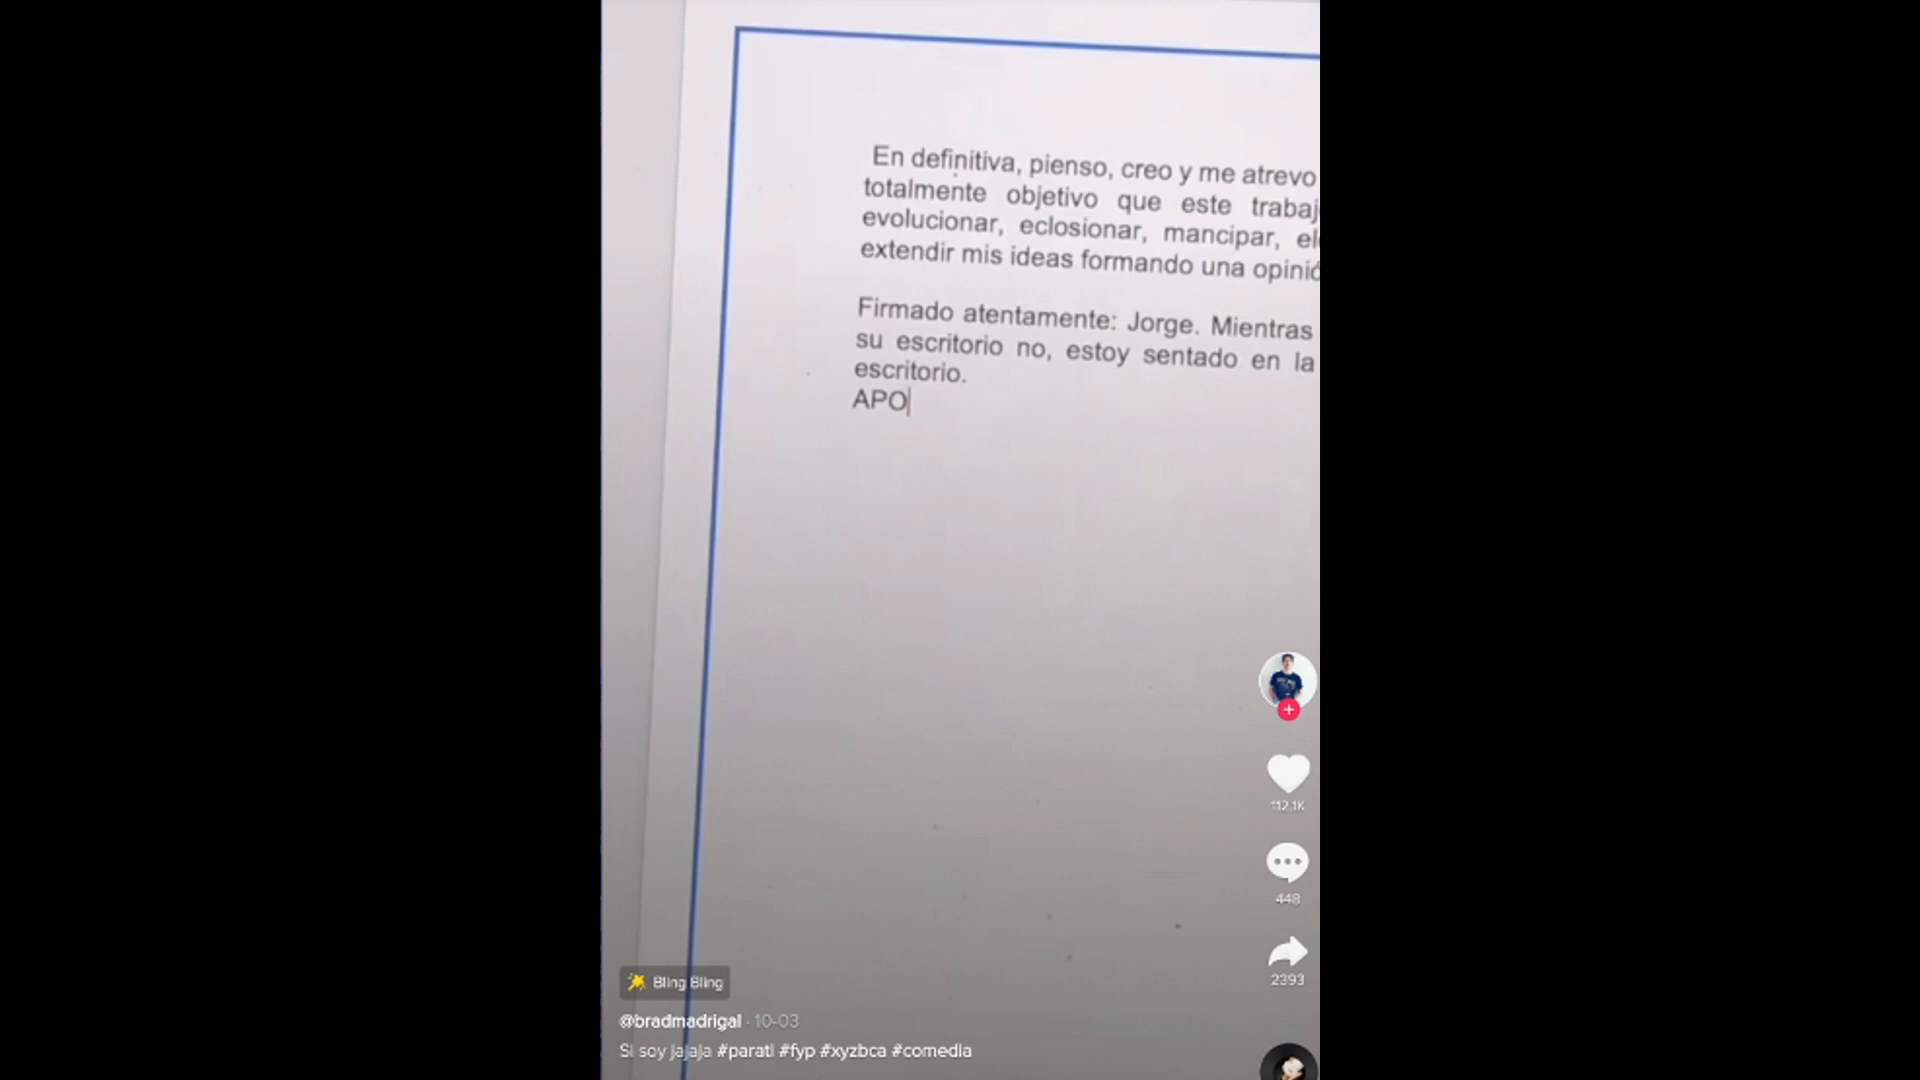 En definitiva, pienso, creo y me atrevo
totalmente objetivo que este trabaj
evolucionar, eclosionar, mancipar, el
extendir mis ideas formando una opinió
Firmado atentamente: Jorge. Mientras
su escritorio no, estoy sentado en la
escritorio.
APO
112.1K
448
2393
Bling Bling
@bradmadrigal · 10-03
Si soy jajaja #parati #fyp #xyzbca #comedia